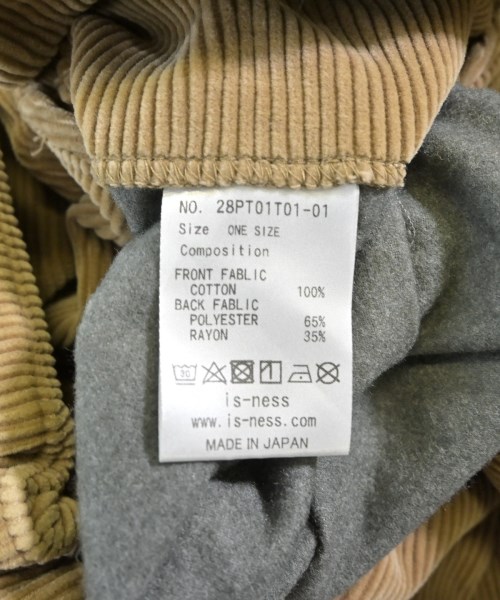 NO. 28PT01T01-01
Size ONE SIZE
Composition
FRONT FABLIC
COTTON 100%
BACK FABLIC
POLYESTER 65%
RAYON 35%
30
is-ness
www.is-ness.com
MADE IN JAPAN